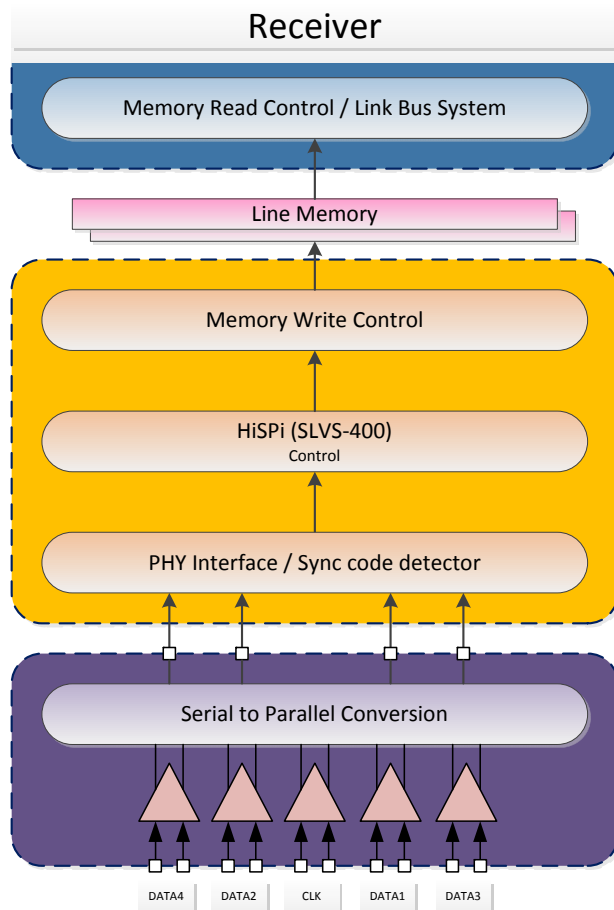 Receiver
Memory Read Control / Link Bus System
Line Memory
Memory Write Control
HiSPi (SLVS-400)
Control
PHY Interface / Sync code detector
Serial to Parallel Conversion
DATA4 DATA2 CLK DATA1 DATA3